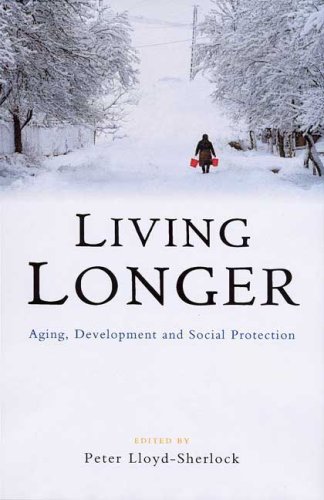 LIVING
LONGER
Aging, Development and Social Protection
EDITED BY
Peter Lloyd-Sherlock